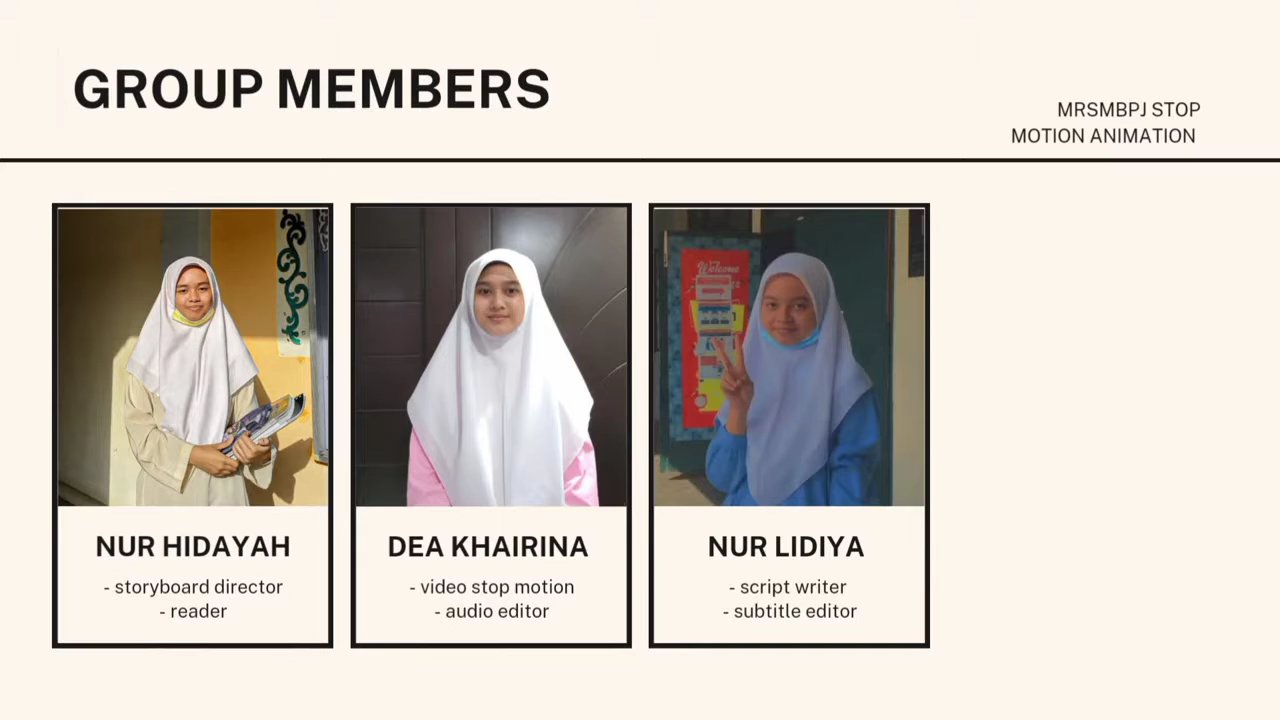 GROUP MEMBERS
MRSMBPJ STOP
MOTION ANIMATION
Welcome
NUR HIDAYAH
- storyboard director
- reader
DEA KHAIRINA
- video stop motion
- audio editor
NUR LIDIYA
- script writer
- subtitle editor